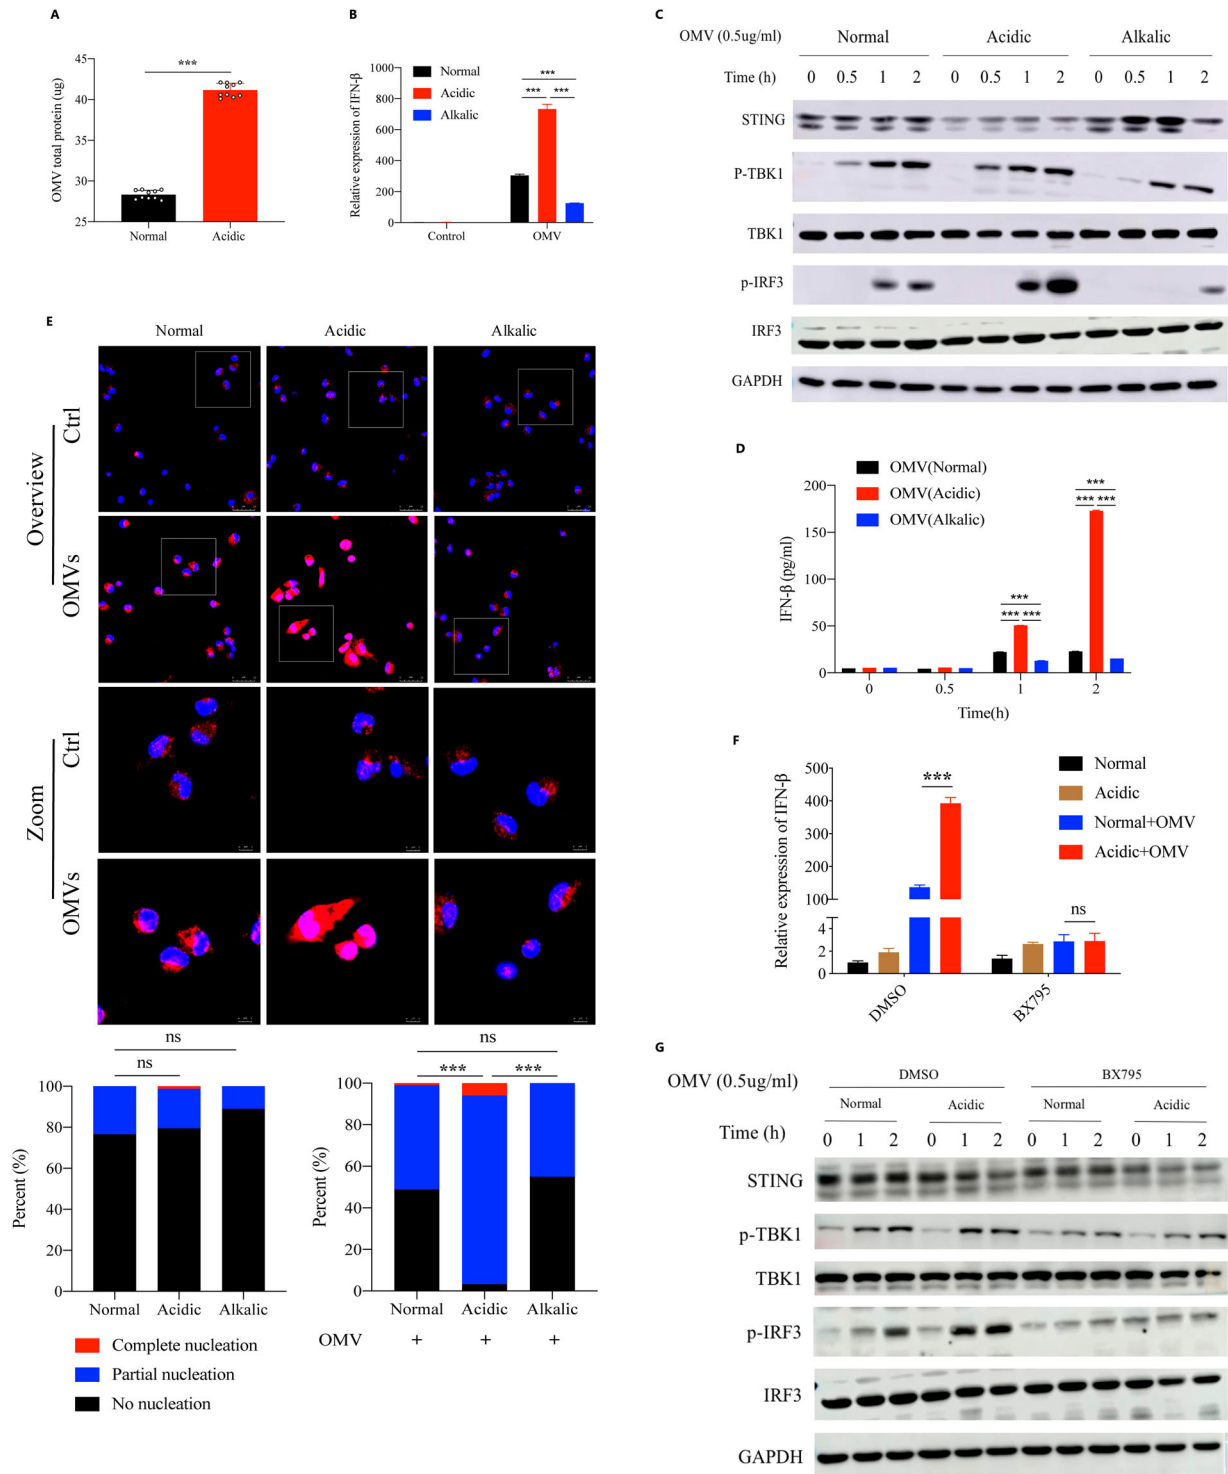 A
45
40
35
30
25
OMV total protein (ug)
***
Normal
Acidic
B
1000
800
600
400
200
0
Relative expression of IFN-β
Normal
Acidic
Alkalic
***
*** ***
Control
OMV
C
OMV (0.5ug/ml)
Normal
Acidic
Alkalic
Time (h)
0 0.5 1 2 0 0.5 1 2 0 0.5 1 2
STING
P-TBK1
TBK1
p-IRF3
IRF3
GAPDH
D
OMV(Normal)
OMV(Acidic)
OMV(Alkalic)
200
150
100
50
0
IFN-β (pg/ml)
***
*** ***
***
*** ***
0 0.5 1 2
Time(h)
E
Normal Acidic Alkalic
Overview
Ctrl
OMVs
Zoom
Ctrl
OMVs
ns
ns
100
80
60
40
20
0
Percent (%)
Normal Acidic Alkalic
Complete nucleation
Partial nucleation
No nucleation
ns
*** ***
100
80
60
40
20
0
Percent (%)
Normal Acidic Alkalic
OMV + + +
F
500
400
300
200
100
4
2
0
Relative expression of IFN-β
Normal
Acidic
Normal+OMV
Acidic+OMV
***
ns
DMSO
BX795
G
OMV (0.5ug/ml)
DMSO BX795
Normal Acidic Normal Acidic
Time (h)
0 1 2 0 1 2 0 1 2 0 1 2
STING
p-TBK1
TBK1
p-IRF3
IRF3
GAPDH